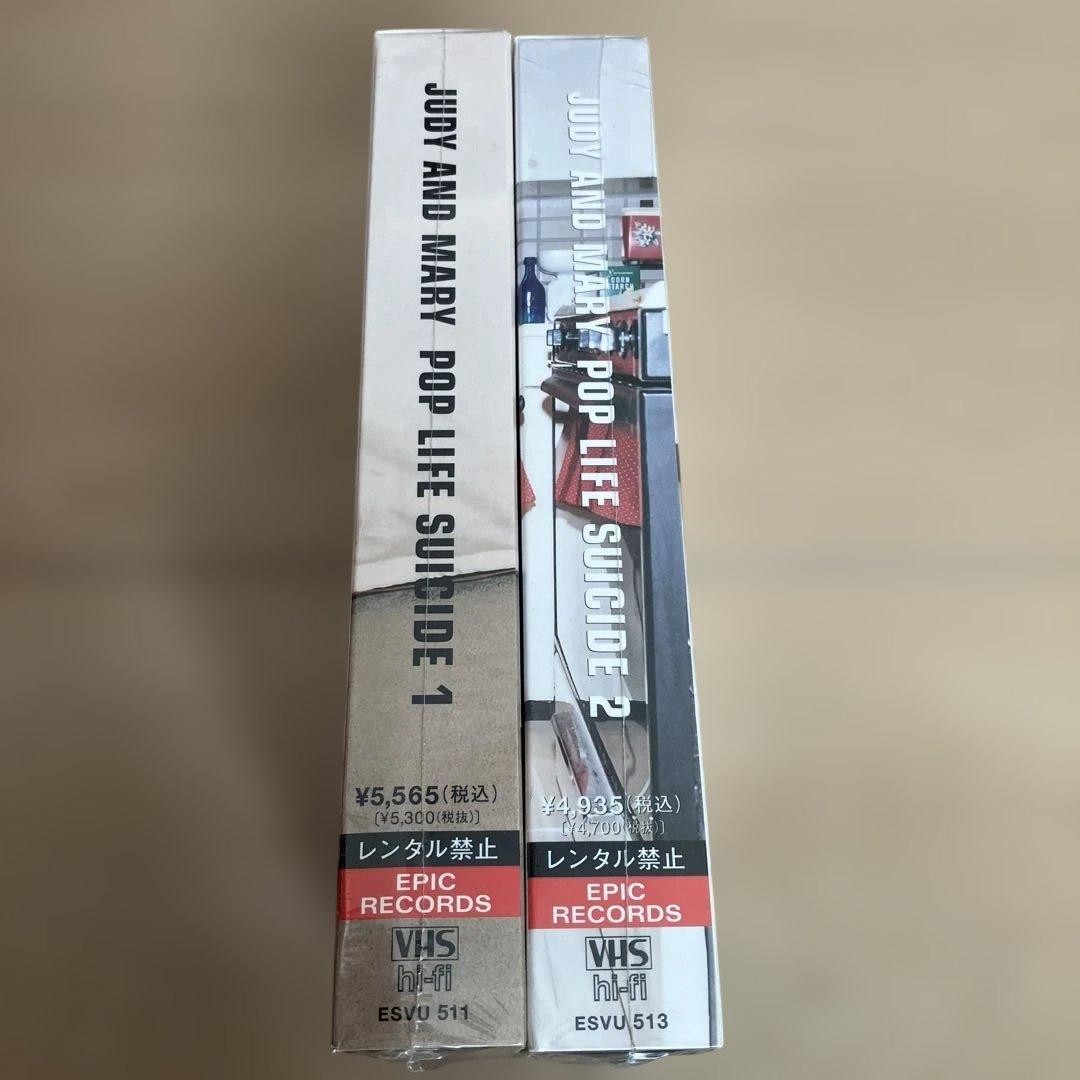 JUDY AND MARY POP LIFE SUICIDE 1
¥5,565(税込)
[¥5,300(税抜)]
レンタル禁止
EPIC
RECORDS
VHS
hi-fi
ESVU 511
JUDY AND MARY POP LIFE SUICIDE 2
CORN
STARCH
¥4,935(税込)
[¥4,700(税抜)]
レンタル禁止
EPIC
RECORDS
VHS
hi-fi
ESVU 513